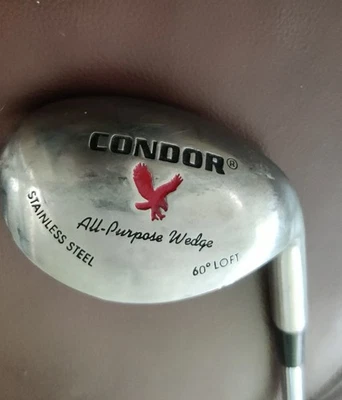 CONDOR®
All-Purpose Wedge
STAINLESS STEEL
60° LOFT